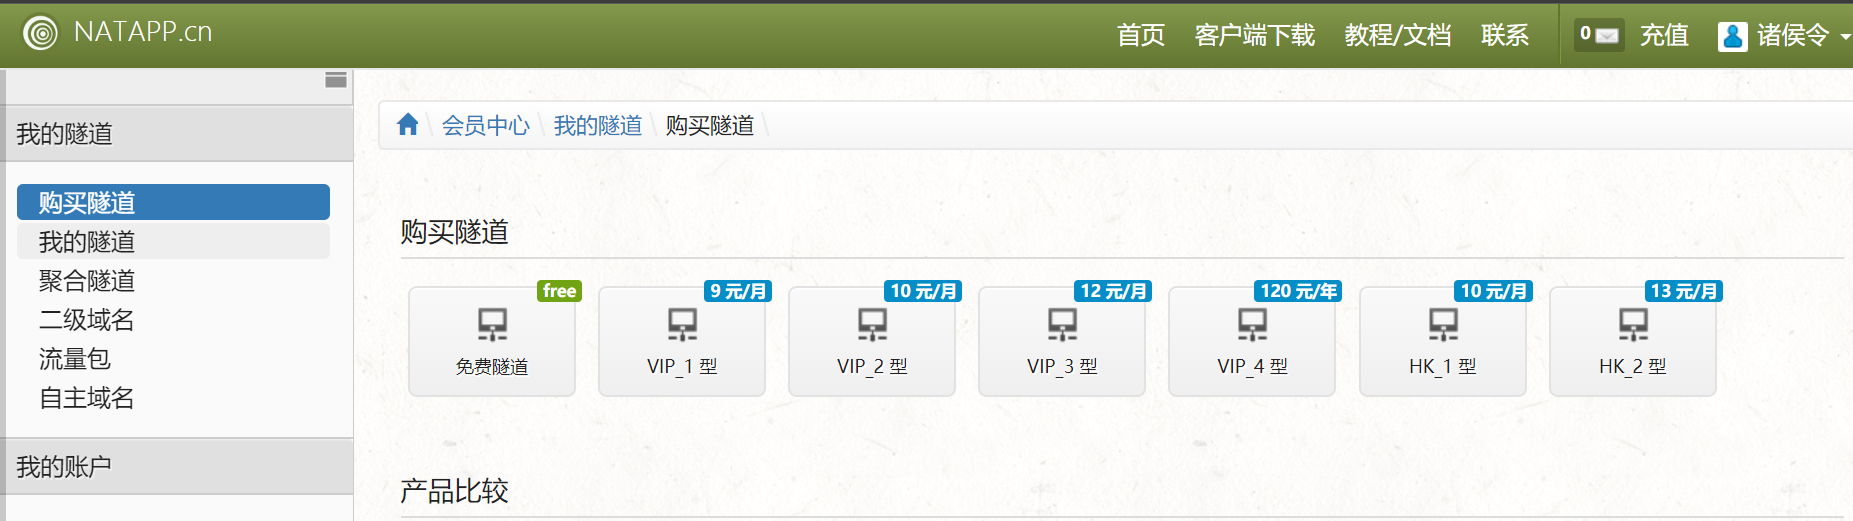 NATAPP.cn
首页 客户端下载 教程/文档 联系 0 充值 诸侯令
我的隧道
购买隧道
我的隧道
聚合隧道
二级域名
流量包
自主域名
我的账户
会员中心 \ 我的隧道 \ 购买隧道 \
购买隧道
free 9 元/月 10 元/月 12 元/月 120 元/年 10 元/月 13 元/月
免费隧道 VIP_1 型 VIP_2 型 VIP_3 型 VIP_4 型 HK_1 型 HK_2 型
产品比较